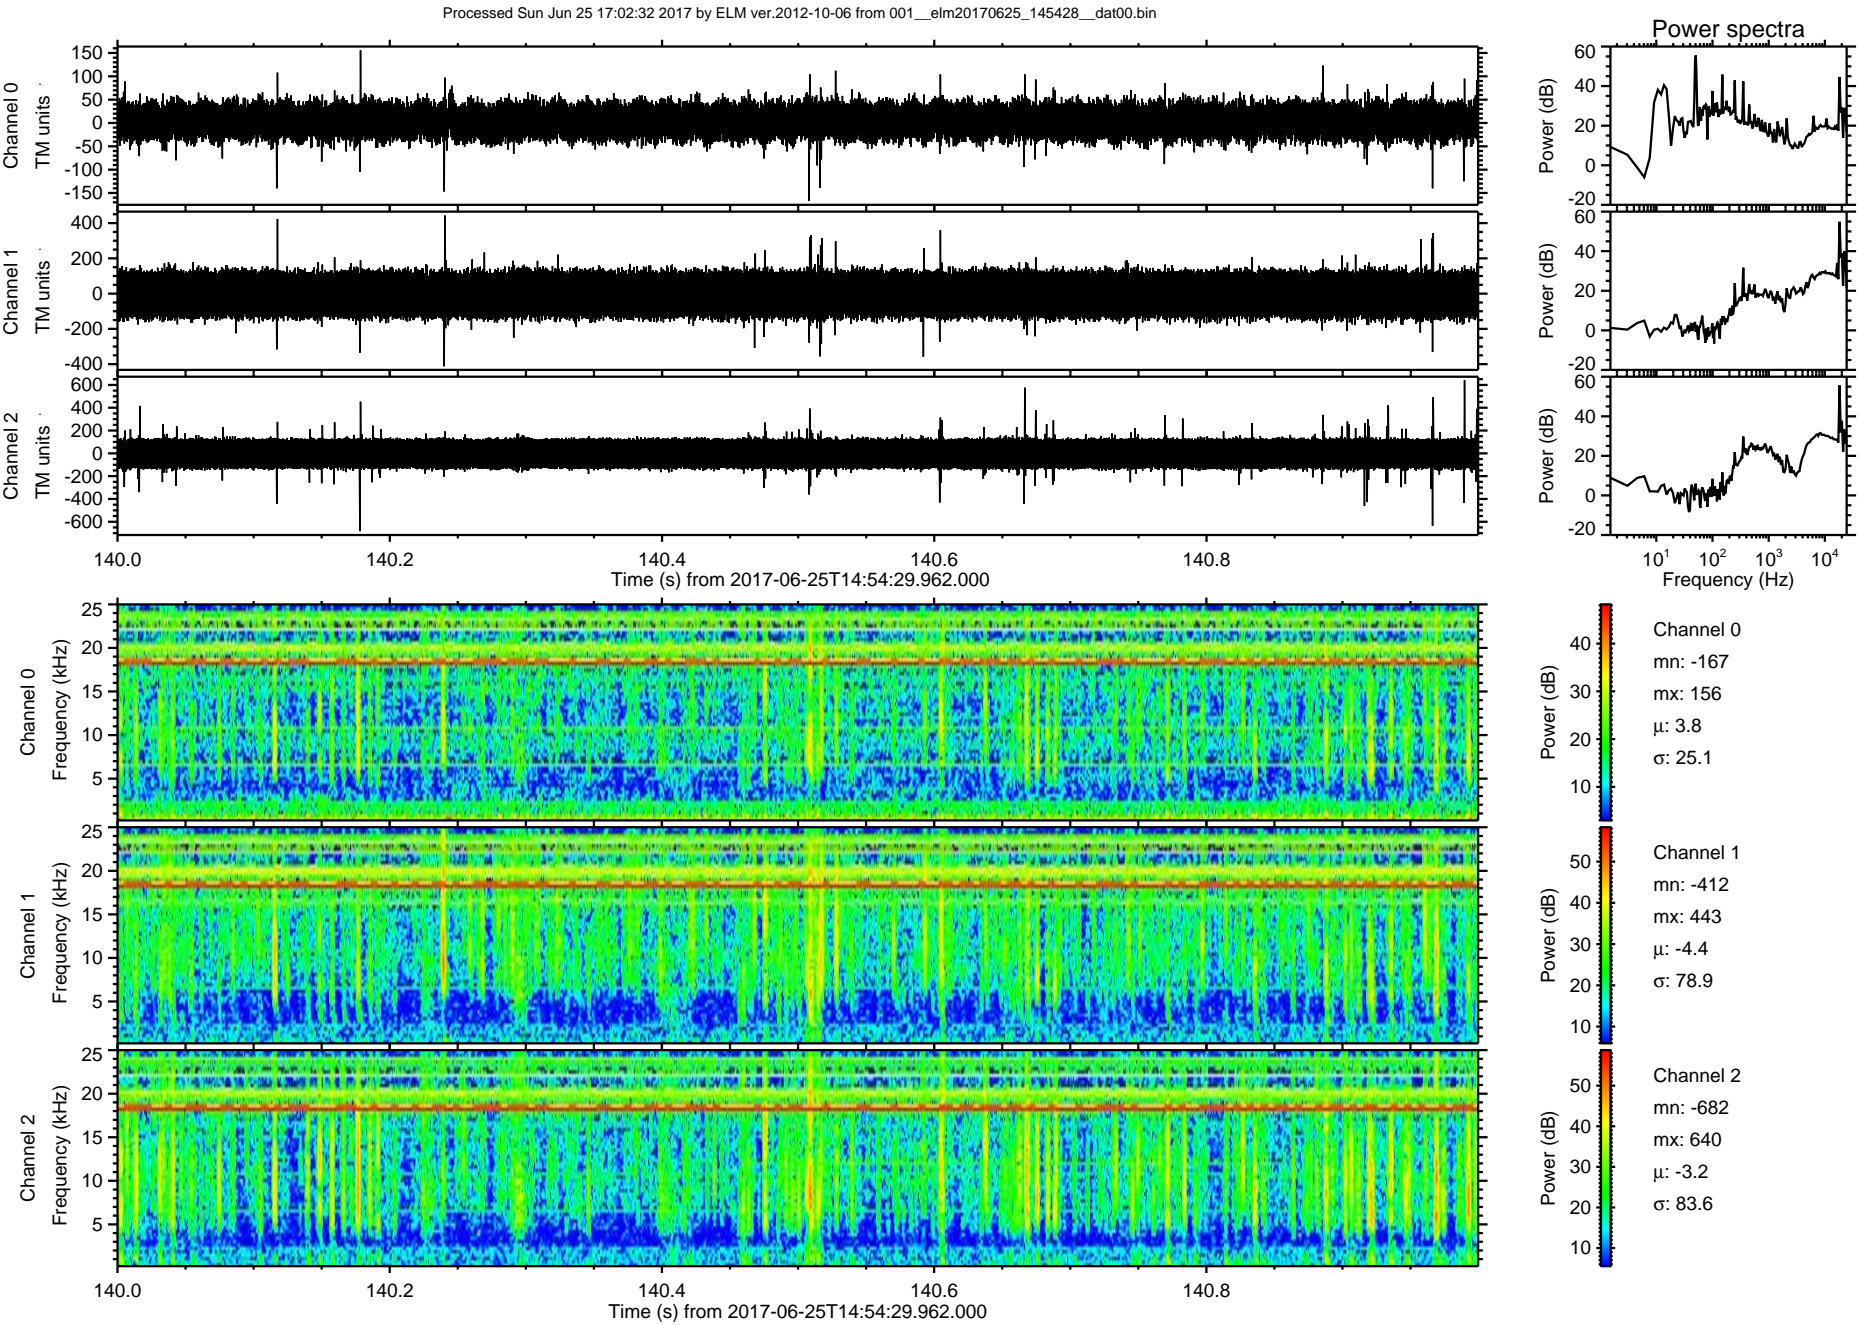 Processed Sun Jun 25 17:02:32 2017 by ELM ver.2012-10-06 from 001__elm20170625_145428__dat00.bin
Power spectra
Channel 0
TM units
150
100
50
0
-50
-100
-150
Power (dB)
60
40
20
0
-20
Channel 1
TM units
400
200
0
-200
-400
Power (dB)
60
40
20
0
-20
Channel 2
TM units
600
400
200
0
-200
-400
-600
Power (dB)
60
40
20
0
-20
140.0 140.2 140.4 140.6 140.8
Time (s) from 2017-06-25T14:54:29.962.000
10^1 10^2 10^3 10^4
Frequency (Hz)
Channel 0
Frequency (kHz)
25
20
15
10
5
Power (dB)
40
30
20
10
Channel 0
mn: -167
mx: 156
μ: 3.8
σ: 25.1
Channel 1
Frequency (kHz)
25
20
15
10
5
Power (dB)
50
40
30
20
10
Channel 1
mn: -412
mx: 443
μ: -4.4
σ: 78.9
Channel 2
Frequency (kHz)
25
20
15
10
5
Power (dB)
50
40
30
20
10
Channel 2
mn: -682
mx: 640
μ: -3.2
σ: 83.6
140.0 140.2 140.4 140.6 140.8
Time (s) from 2017-06-25T14:54:29.962.000